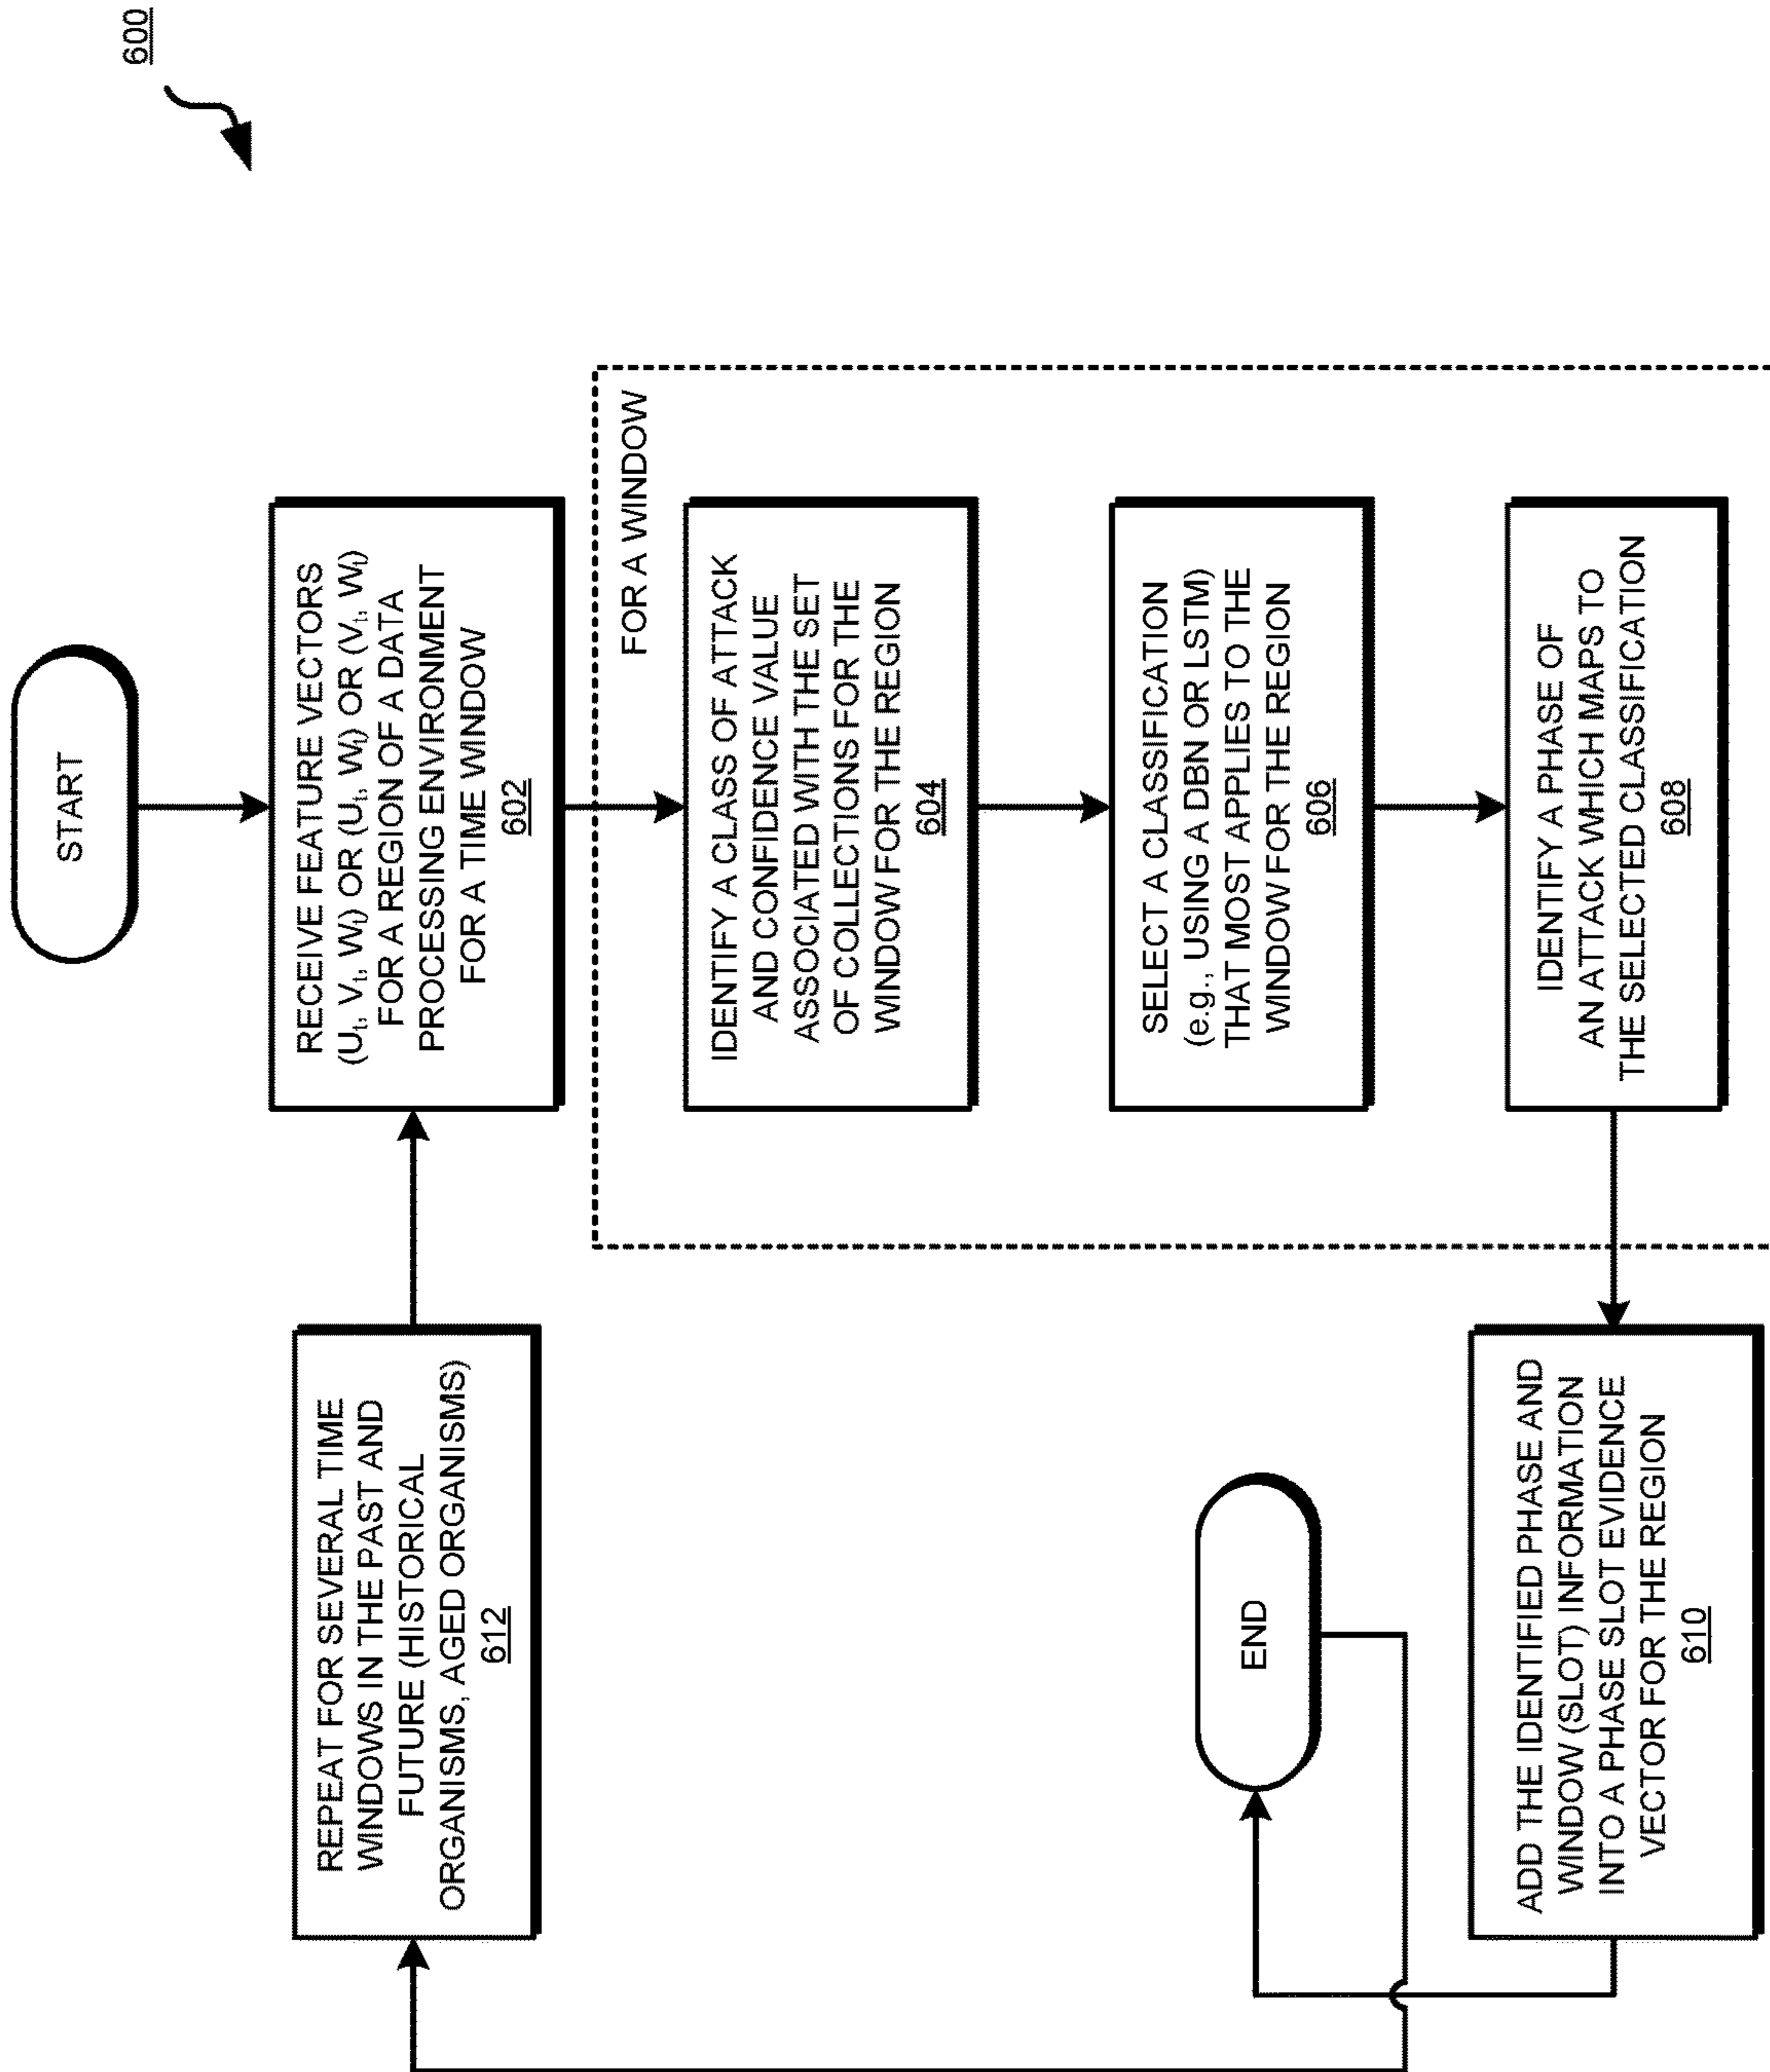 600
START
RECEIVE FEATURE VECTORS
(Uₜ, Vₜ, Wₜ) OR (Uₜ, Wₜ) OR (Vₜ, Wₜ)
FOR A REGION OF A DATA
PROCESSING ENVIRONMENT
FOR A TIME WINDOW
602
FOR A WINDOW
IDENTIFY A CLASS OF ATTACK
AND CONFIDENCE VALUE
ASSOCIATED WITH THE SET
OF COLLECTIONS FOR THE
WINDOW FOR THE REGION
604
SELECT A CLASSIFICATION
(e.g., USING A DBN OR LSTM)
THAT MOST APPLIES TO THE
WINDOW FOR THE REGION
606
IDENTIFY A PHASE OF
AN ATTACK WHICH MAPS TO
THE SELECTED CLASSIFICATION
608
ADD THE IDENTIFIED PHASE AND
WINDOW (SLOT) INFORMATION
INTO A PHASE SLOT EVIDENCE
VECTOR FOR THE REGION
610
END
REPEAT FOR SEVERAL TIME
WINDOWS IN THE PAST AND
FUTURE (HISTORICAL
ORGANISMS, AGED ORGANISMS)
612